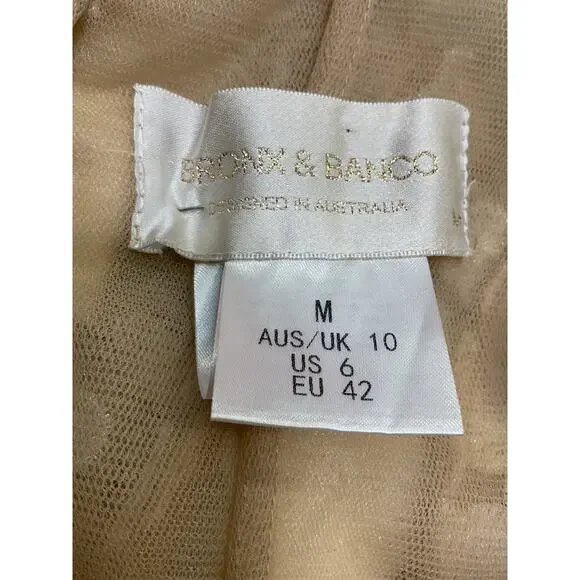 BRONX & BANCO
DESIGNED IN AUSTRALIA
M
AUS/UK 10
US 6
EU 42